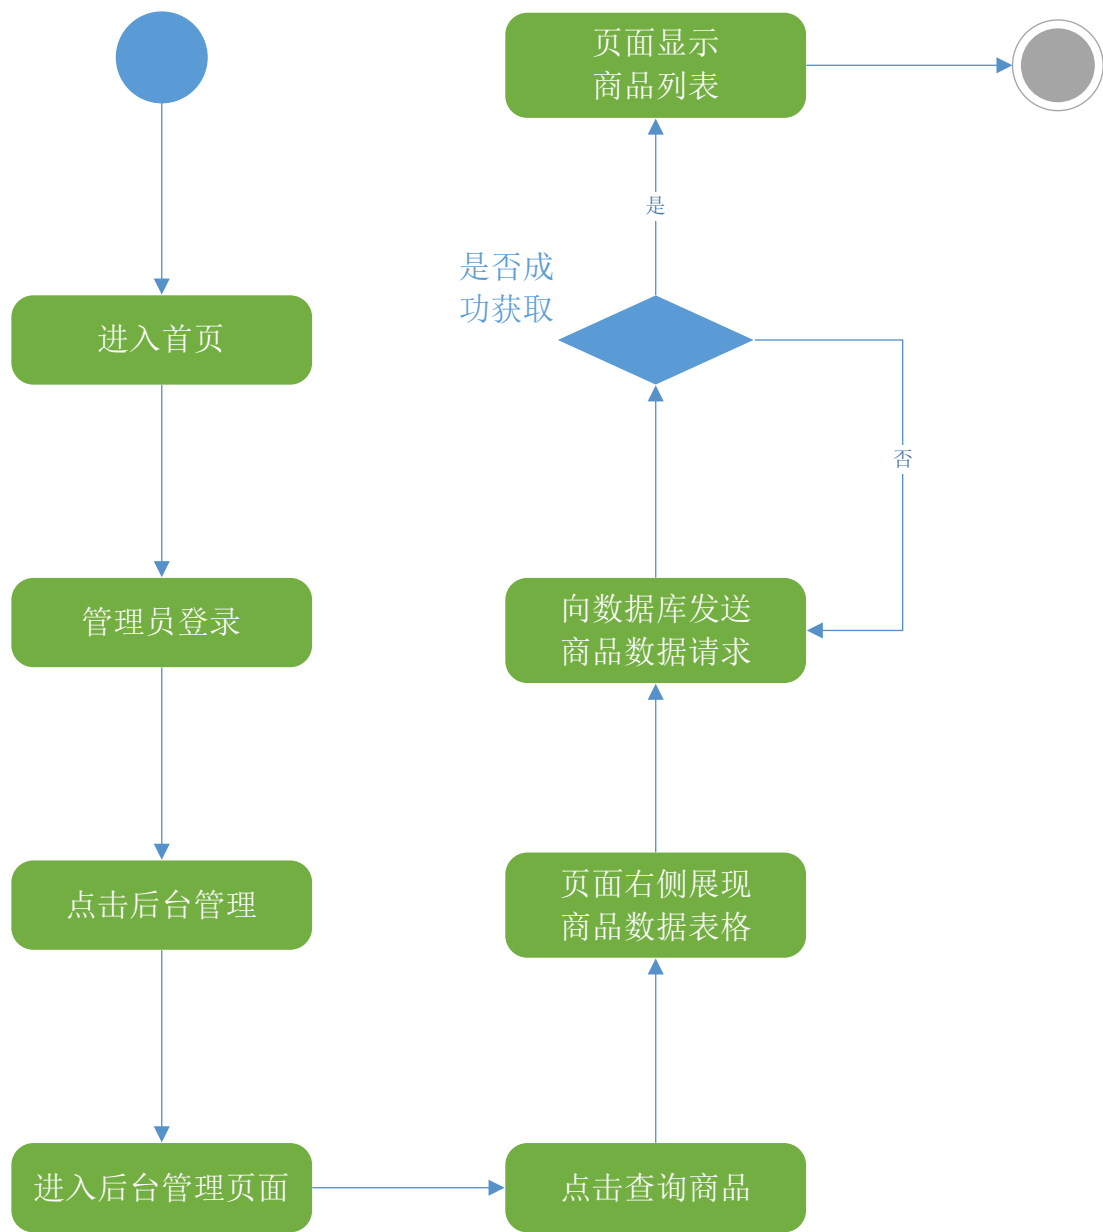 进入首页
管理员登录
点击后台管理
进入后台管理页面
点击查询商品
页面右侧展现
商品数据表格
向数据库发送
商品数据请求
是否成
功获取
否
是
页面显示
商品列表